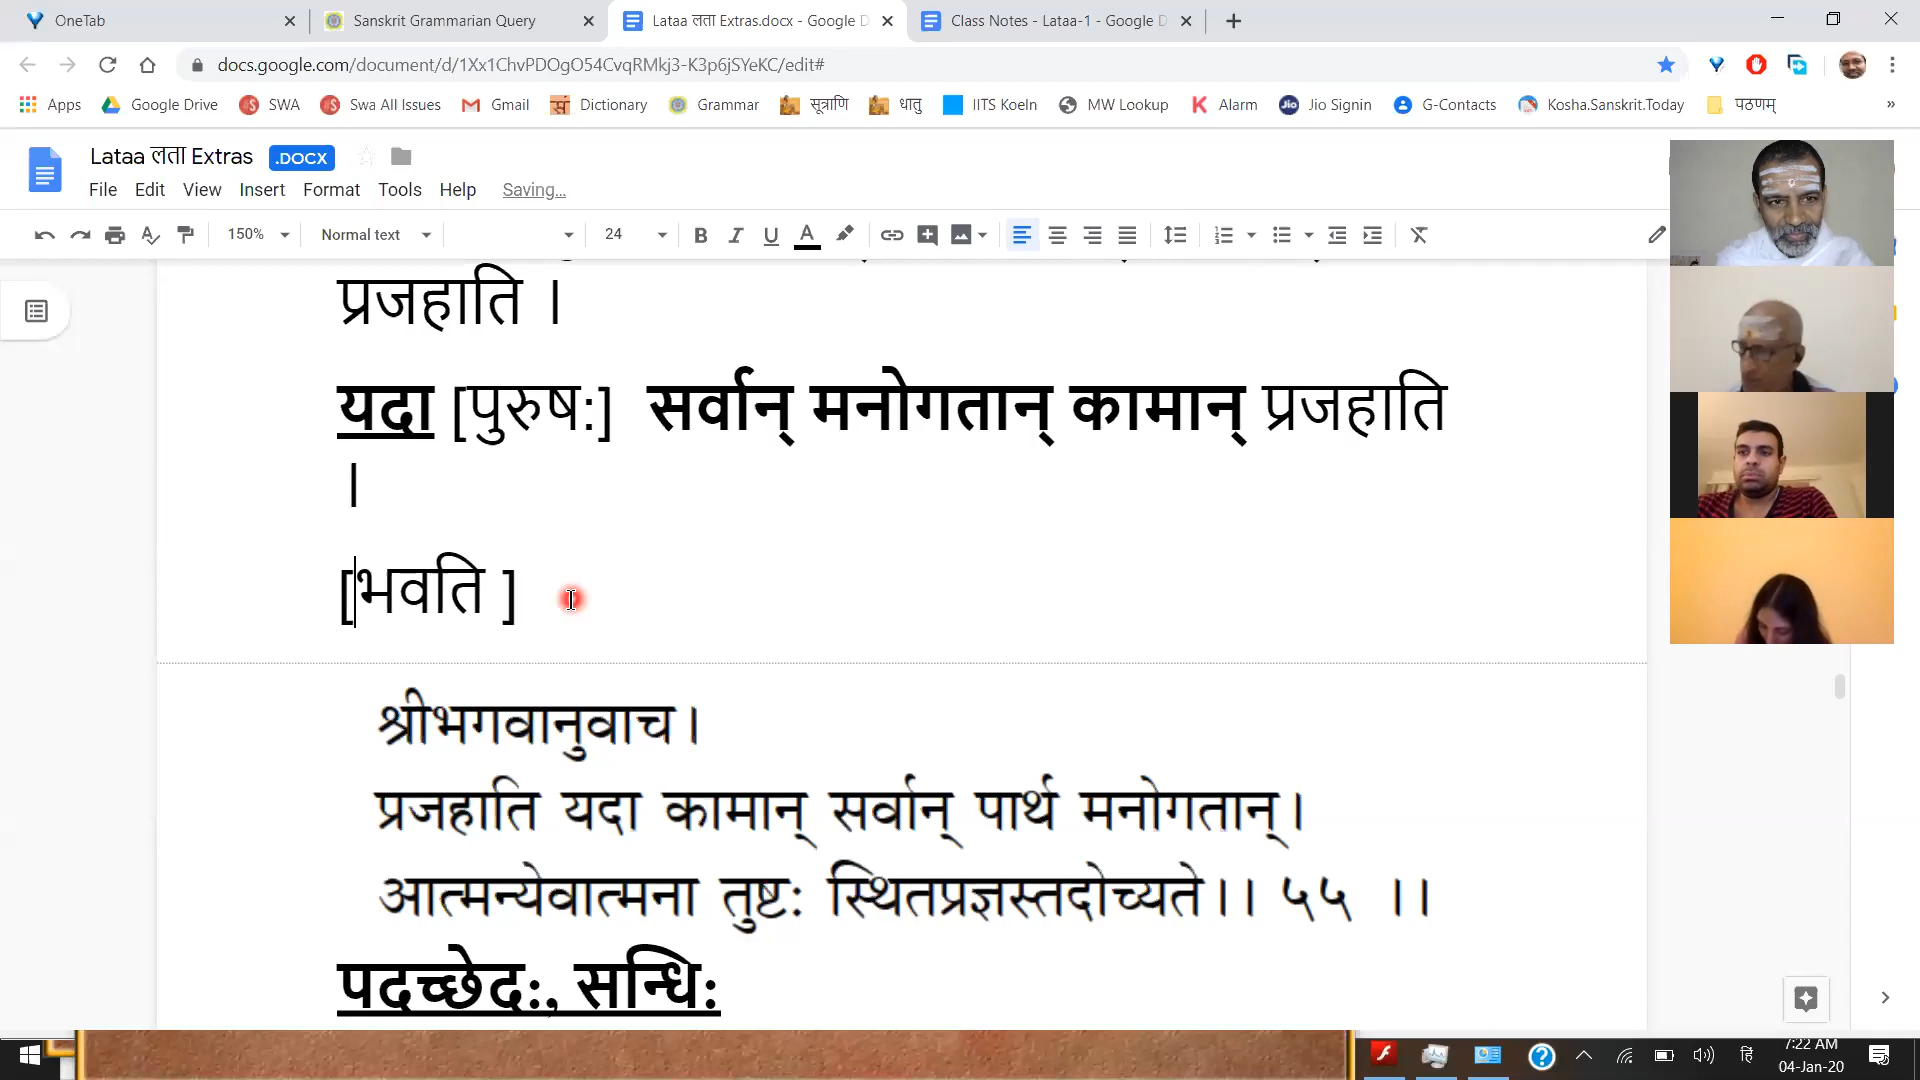 OneTab
Sanskrit Grammarian Query
Lataa लता Extras.docx - Google D
Class Notes - Lataa-1 - Google D
docs.google.com/document/d/1Xx1ChvPDOgO54CvqRMkj3-K3p6jSYeKC/edit#
Apps Google Drive SWA Swa All Issues Gmail Dictionary Grammar सूत्राणि धातु IITS Koeln MW Lookup Alarm Jio Signin G-Contacts Kosha.Sanskrit.Today पठणम् »
Lataa लता Extras .DOCX
File Edit View Insert Format Tools Help Saving...
150% Normal text 24 B I U A
प्रजहाति ।
यदा [पुरुष:] सर्वान् मनोगतान् कामान् प्रजहाति
।
[भवति ]
श्रीभगवानुवाच।
प्रजहाति यदा कामान् सर्वान् पार्थ मनोगतान्।
आत्मन्येवात्मना तुष्टः स्थितप्रज्ञस्तदोच्यते।। ५५ ।।
पदच्छेद:, सन्धि:
हि
7:22 AM
04-Jan-20